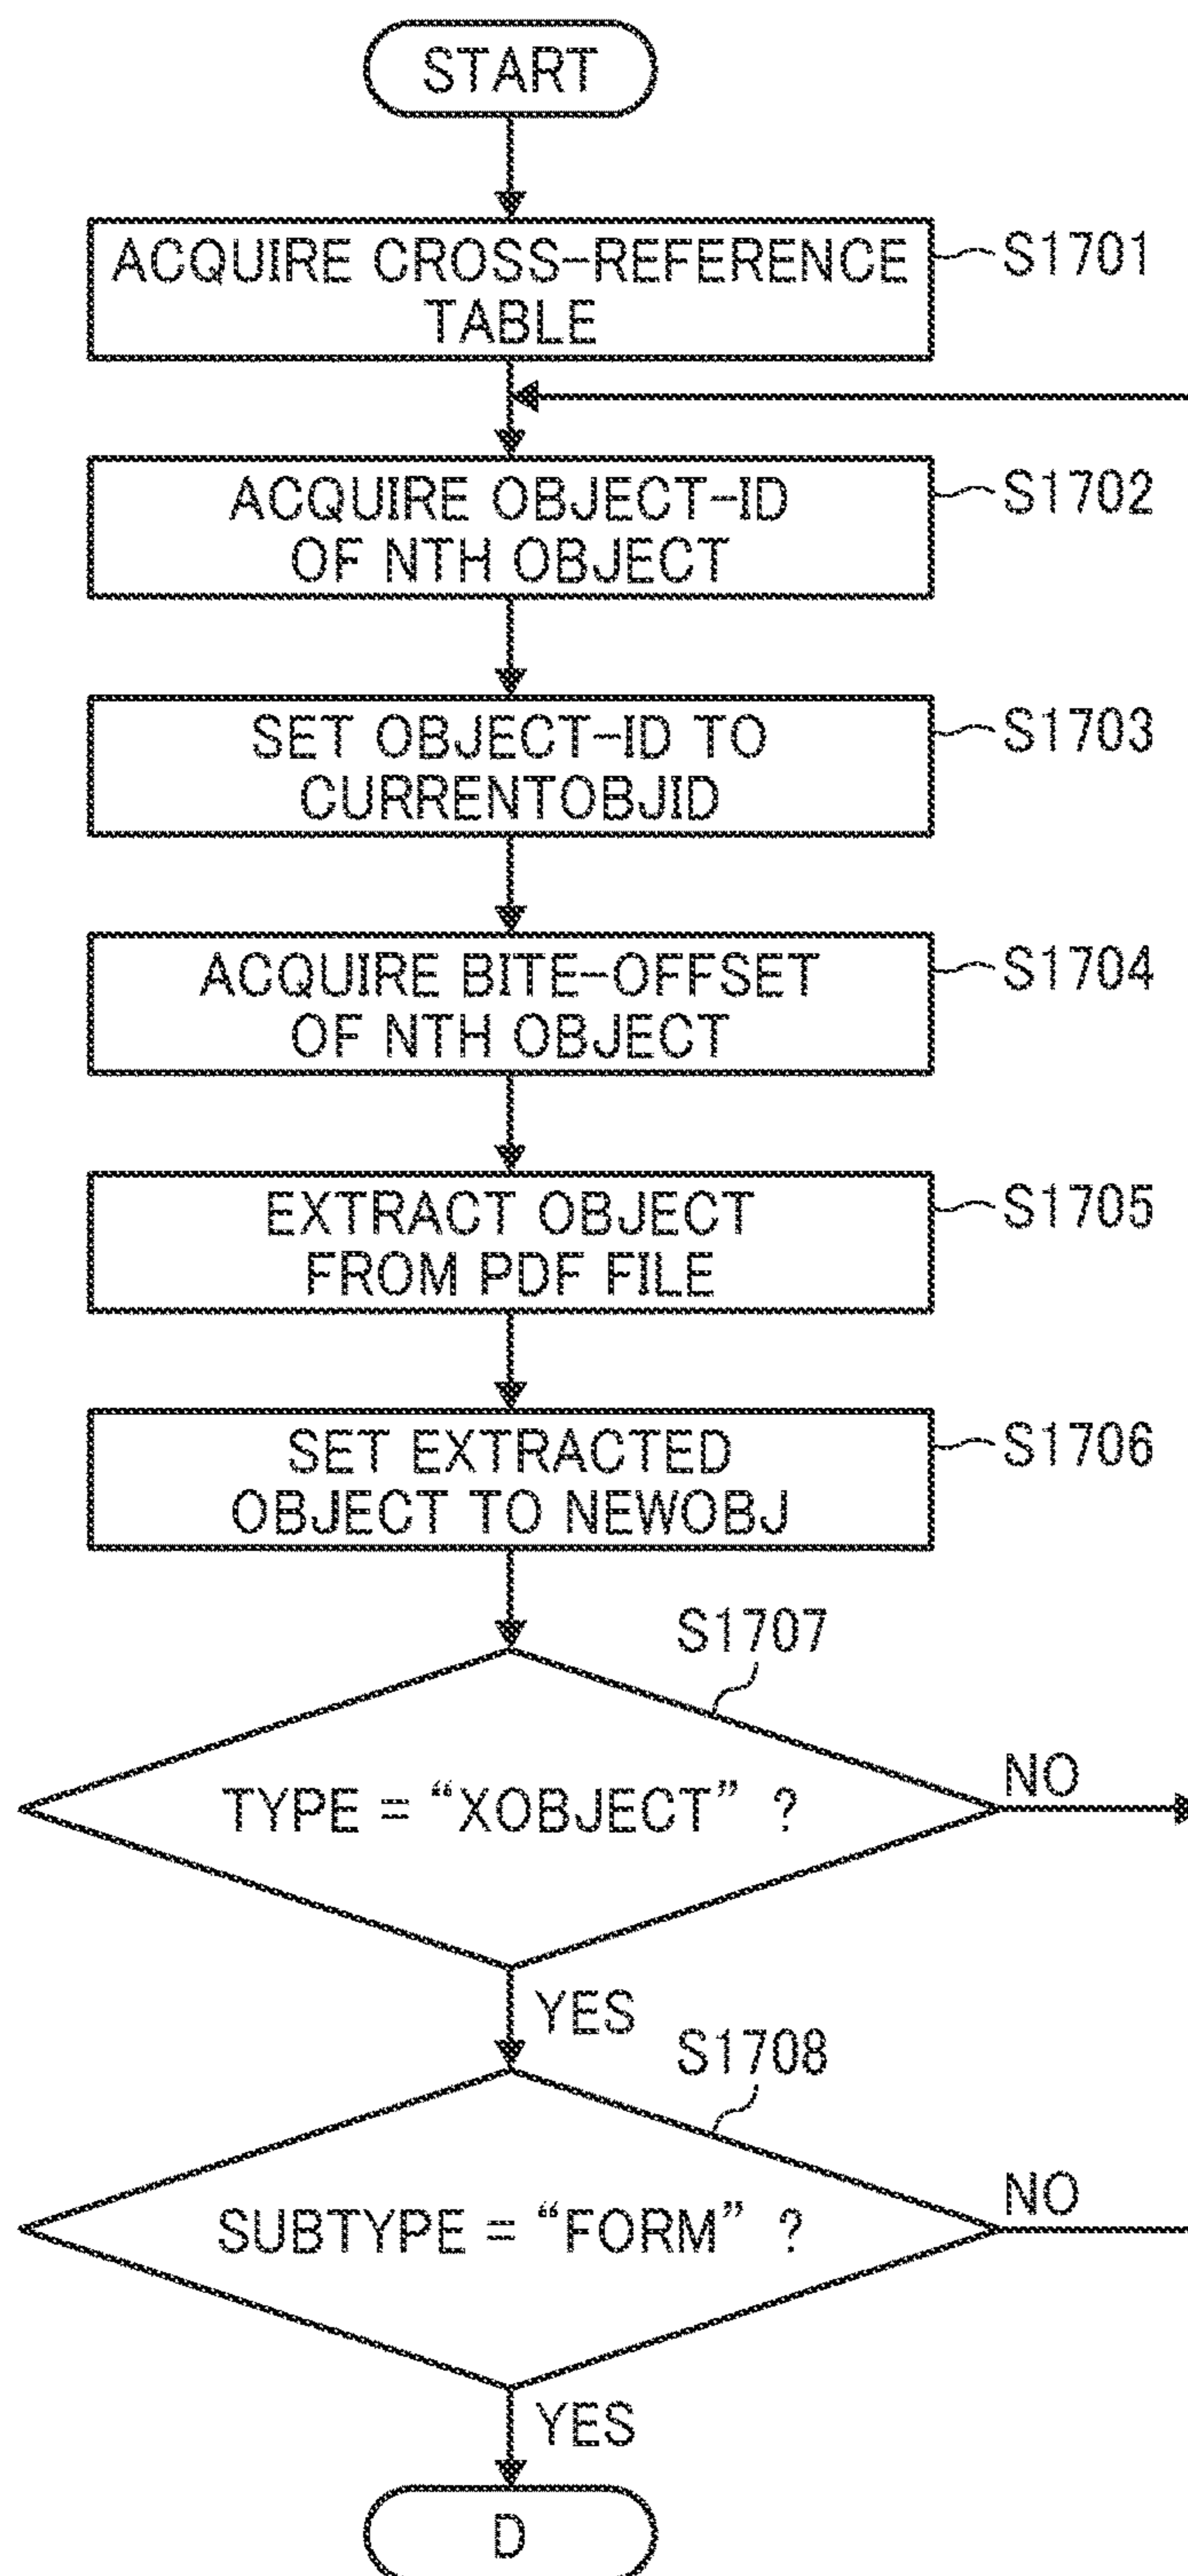 START
ACQUIRE CROSS-REFERENCE
TABLE
S1701
ACQUIRE OBJECT-ID
OF NTH OBJECT
S1702
SET OBJECT-ID TO
CURRENTOBJID
S1703
ACQUIRE BITE-OFFSET
OF NTH OBJECT
S1704
EXTRACT OBJECT
FROM PDF FILE
S1705
SET EXTRACTED
OBJECT TO NEWOBJ
S1706
S1707
TYPE = “XOBJECT” ?
NO
YES
S1708
SUBTYPE = “FORM” ?
NO
YES
D